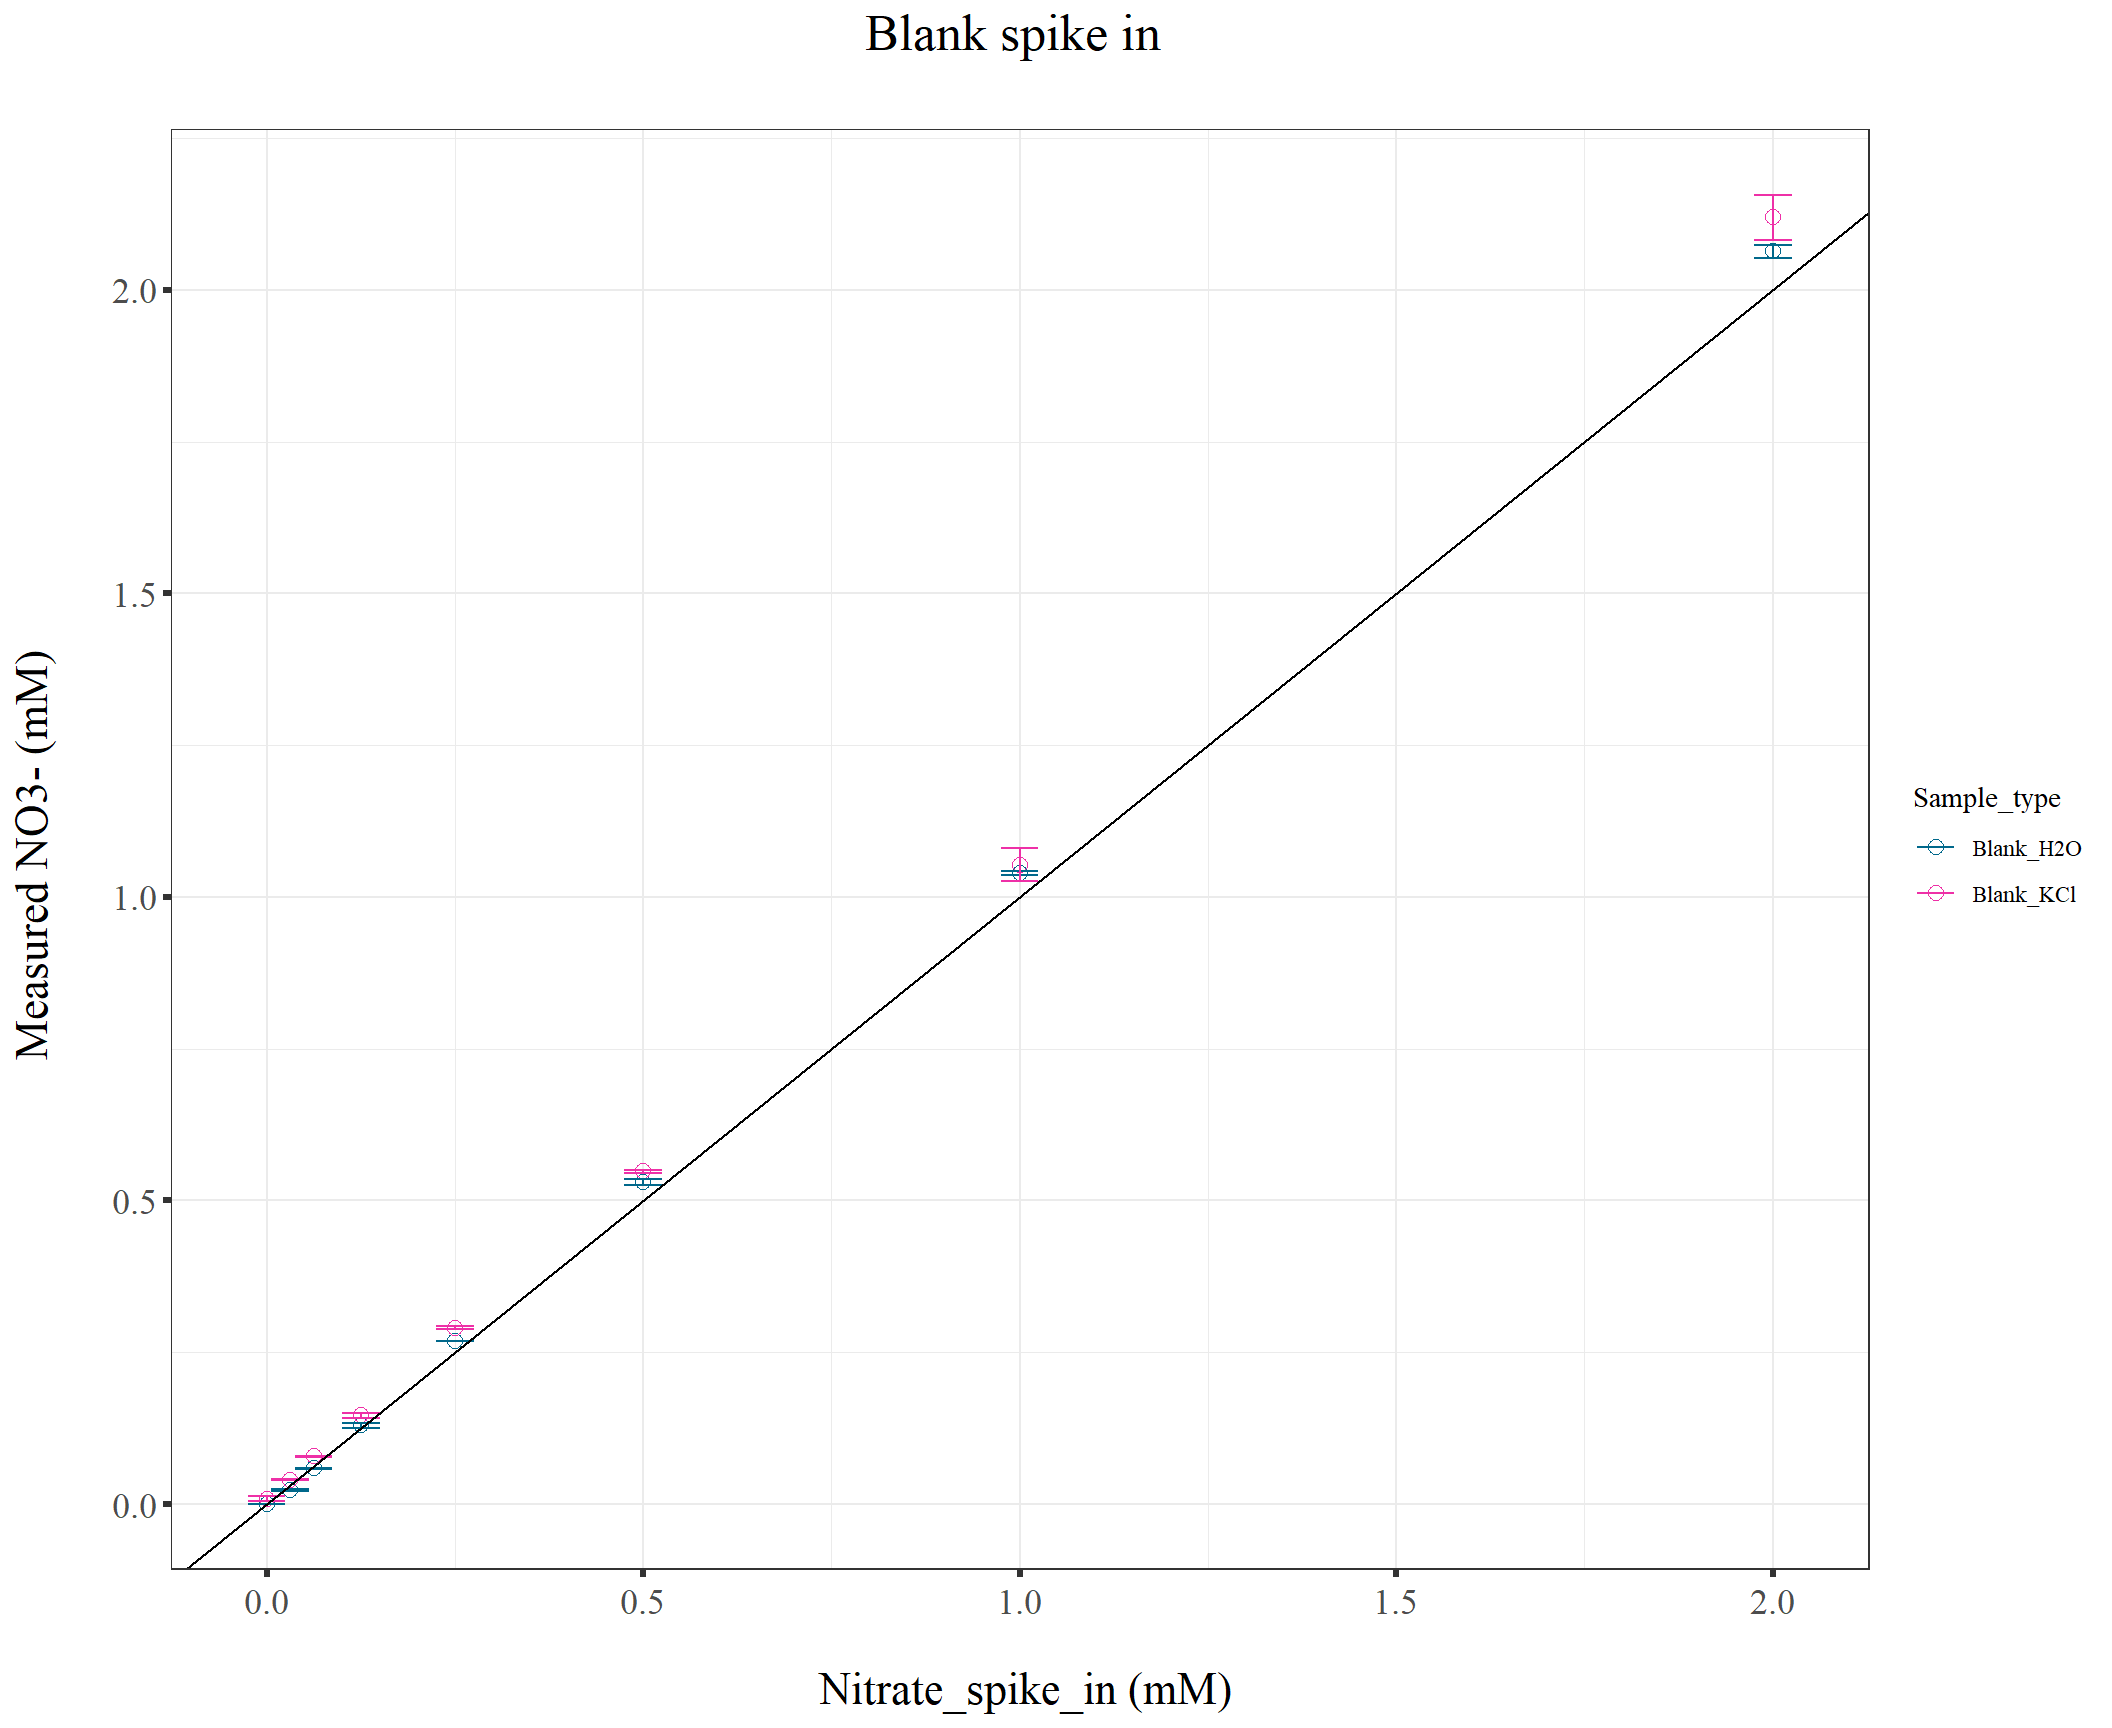 Blank spike in
Measured NO3- (mM)
2.0
1.5
1.0
0.5
0.0
0.0 0.5 1.0 1.5 2.0
Nitrate_spike_in (mM)
Sample_type
Blank_H2O
Blank_KCl